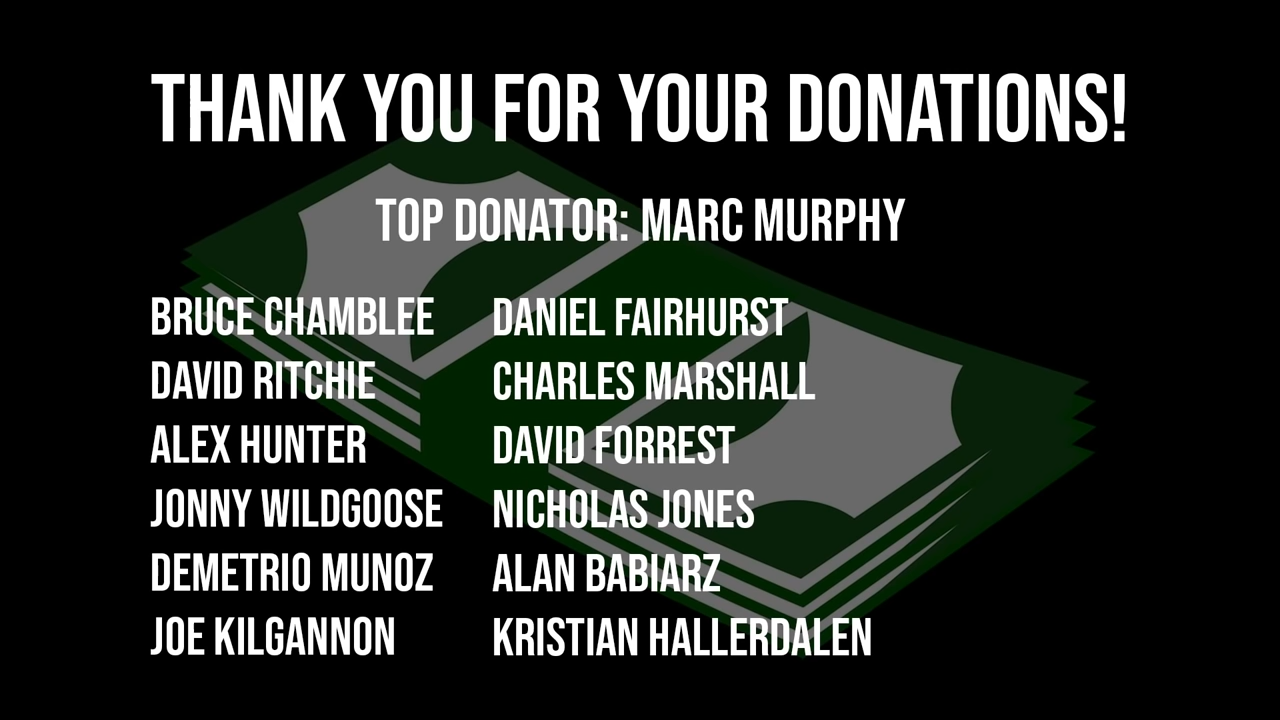 THANK YOU FOR YOUR DONATIONS!
TOP DONATOR: MARC MURPHY
BRUCE CHAMBLEE
DAVID RITCHIE
ALEX HUNTER
JONNY WILDGOOSE
DEMETRIO MUNOZ
JOE KILGANNON
DANIEL FAIRHURST
CHARLES MARSHALL
DAVID FORREST
NICHOLAS JONES
ALAN BABIARZ
KRISTIAN HALLERDALEN